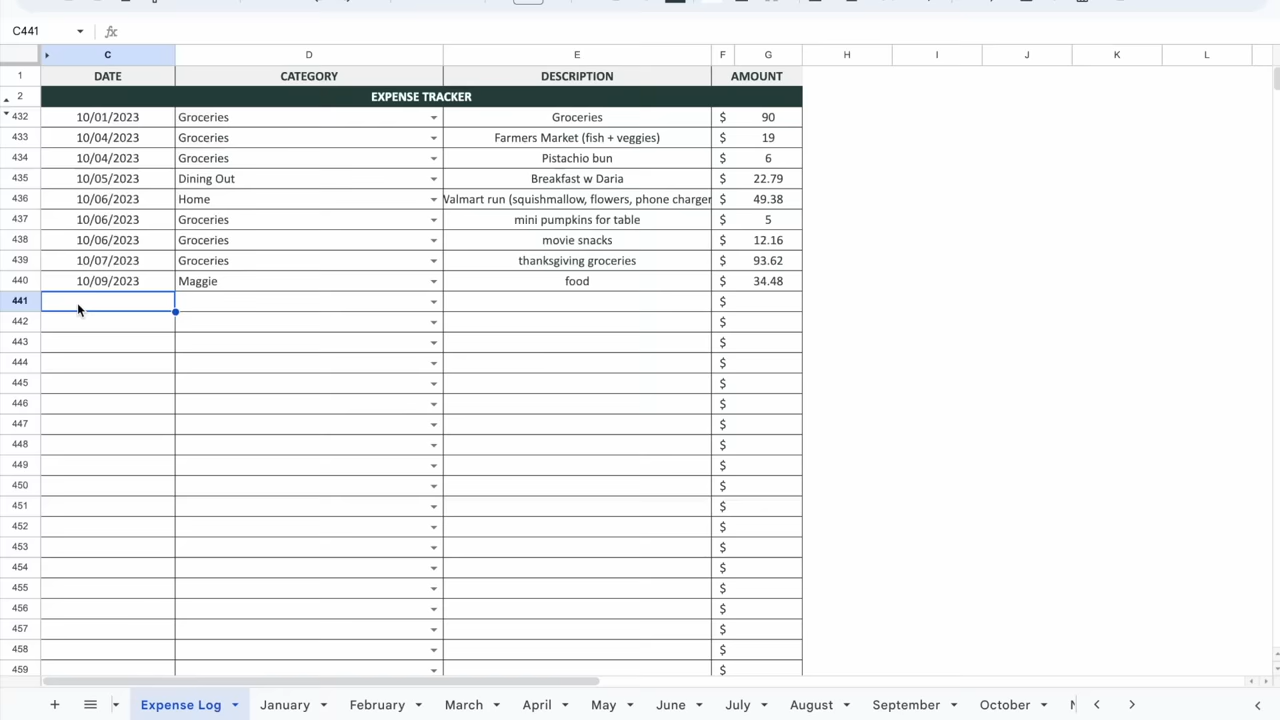 C441 fx
C D E F G H I J K L
1 DATE CATEGORY DESCRIPTION AMOUNT
2 EXPENSE TRACKER
432 10/01/2023 Groceries Groceries $ 90
433 10/04/2023 Groceries Farmers Market (fish + veggies) $ 19
434 10/04/2023 Groceries Pistachio bun $ 6
435 10/05/2023 Dining Out Breakfast w Daria $ 22.79
436 10/06/2023 Home Walmart run (squishmallow, flowers, phone charger $ 49.38
437 10/06/2023 Groceries mini pumpkins for table $ 5
438 10/06/2023 Groceries movie snacks $ 12.16
439 10/07/2023 Groceries thanksgiving groceries $ 93.62
440 10/09/2023 Maggie food $ 34.48
441 $
442 $
443 $
444 $
445 $
446 $
447 $
448 $
449 $
450 $
451 $
452 $
453 $
454 $
455 $
456 $
457 $
458 $
459 $
Expense Log January February March April May June July August September October